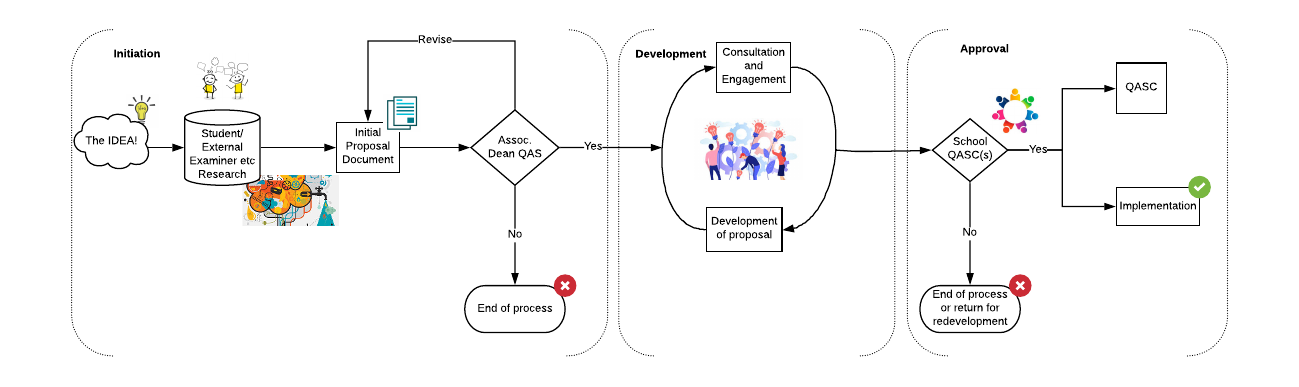 Initiation
The IDEA!
Student/
External
Examiner etc
Research
Initial
Proposal
Document
Revise
Assoc.
Dean QAS
Yes
No
End of process
Development
Consultation
and
Engagement
Development
of proposal
Approval
School
QASC(s)
Yes
No
End of process
or return for
redevelopment
QASC
Implementation